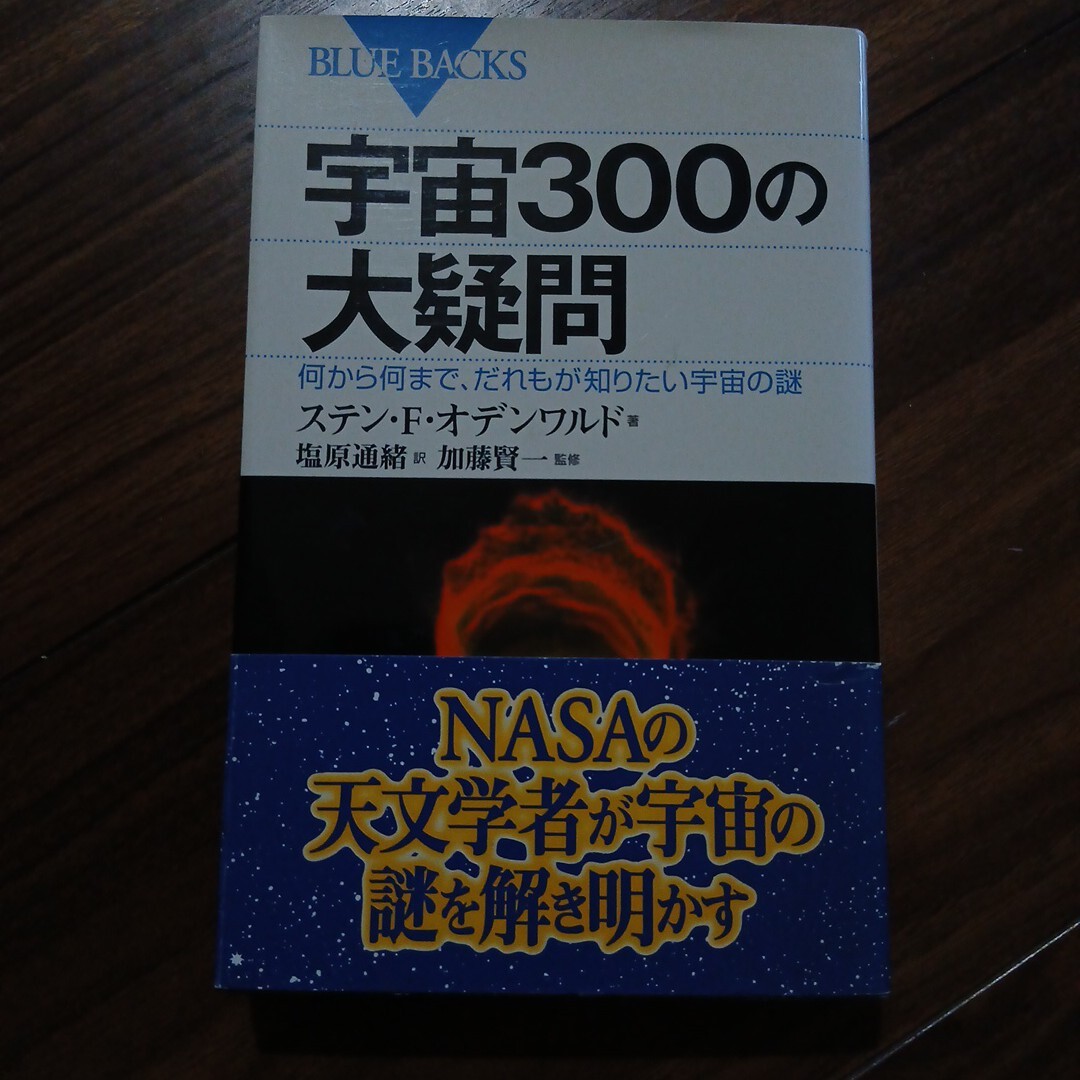 BLUE BACKS
宇宙300の
大疑問
何から何まで、だれもが知りたい宇宙の謎
ステン・F・オデンワルド 著
塩原通緒 訳 加藤賢一 監修
NASAの
天文学者が宇宙の
謎を解き明かす